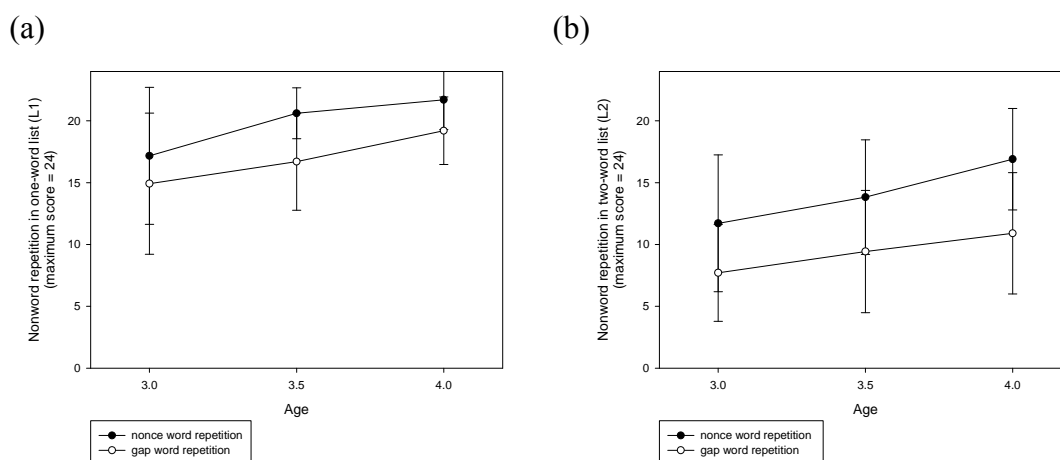 (a)
Nonword repetition in one-word list (L1)
(maximum score = 24)
20
15
10
5
0
3.0 3.5 4.0
Age
nonce word repetition
gap word repetition
(b)
Nonword repetition in two-word list (L2)
(maximum score = 24)
20
15
10
5
0
3.0 3.5 4.0
Age
nonce word repetition
gap word repetition